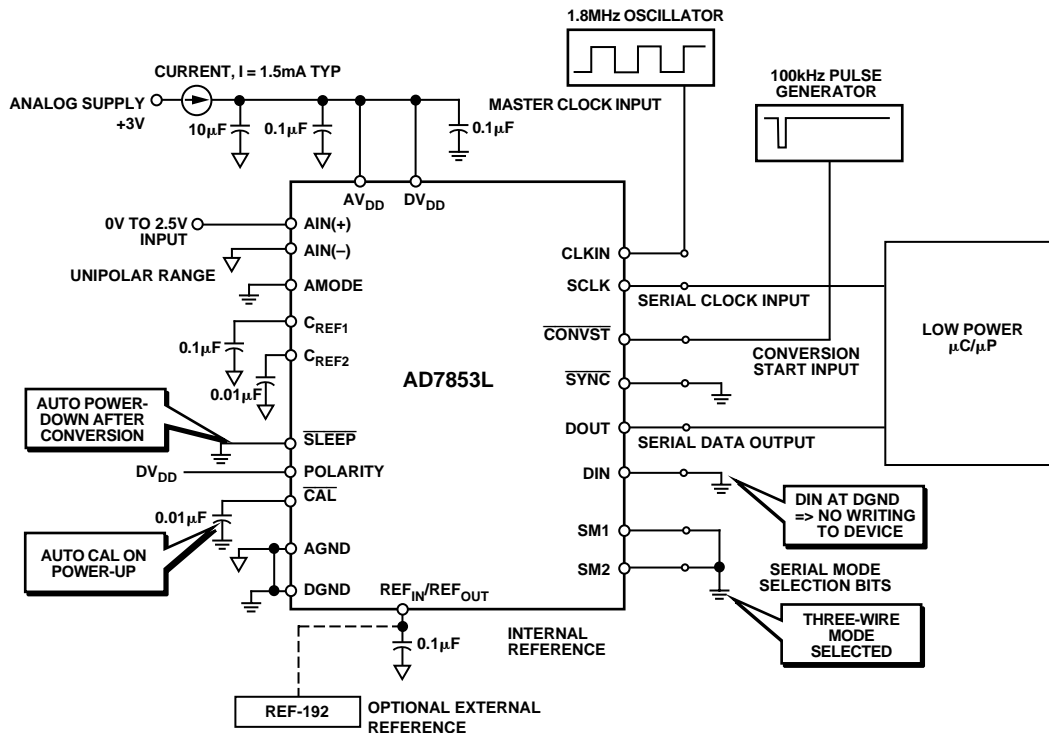 1.8MHz OSCILLATOR
CURRENT, I = 1.5mA TYP
100kHz PULSE
GENERATOR
ANALOG SUPPLY
+3V
MASTER CLOCK INPUT
10μF
0.1μF
0.1μF
AVDD
DVDD
0V TO 2.5V
INPUT
AIN(+)
AIN(–)
UNIPOLAR RANGE
AMODE
CREF1
0.1μF
CREF2
0.01μF
AUTO POWER-
DOWN AFTER
CONVERSION
SLEEP
DVDD
POLARITY
CAL
0.01μF
AUTO CAL ON
POWER-UP
AGND
DGND
REFIN/REFOUT
AD7853L
CLKIN
SCLK
SERIAL CLOCK INPUT
CONVST
CONVERSION
START INPUT
SYNC
DOUT
SERIAL DATA OUTPUT
DIN
DIN AT DGND
=> NO WRITING
TO DEVICE
SM1
SM2
SERIAL MODE
SELECTION BITS
THREE-WIRE
MODE
SELECTED
LOW POWER
μC/μP
0.1μF
INTERNAL
REFERENCE
REF-192
OPTIONAL EXTERNAL
REFERENCE